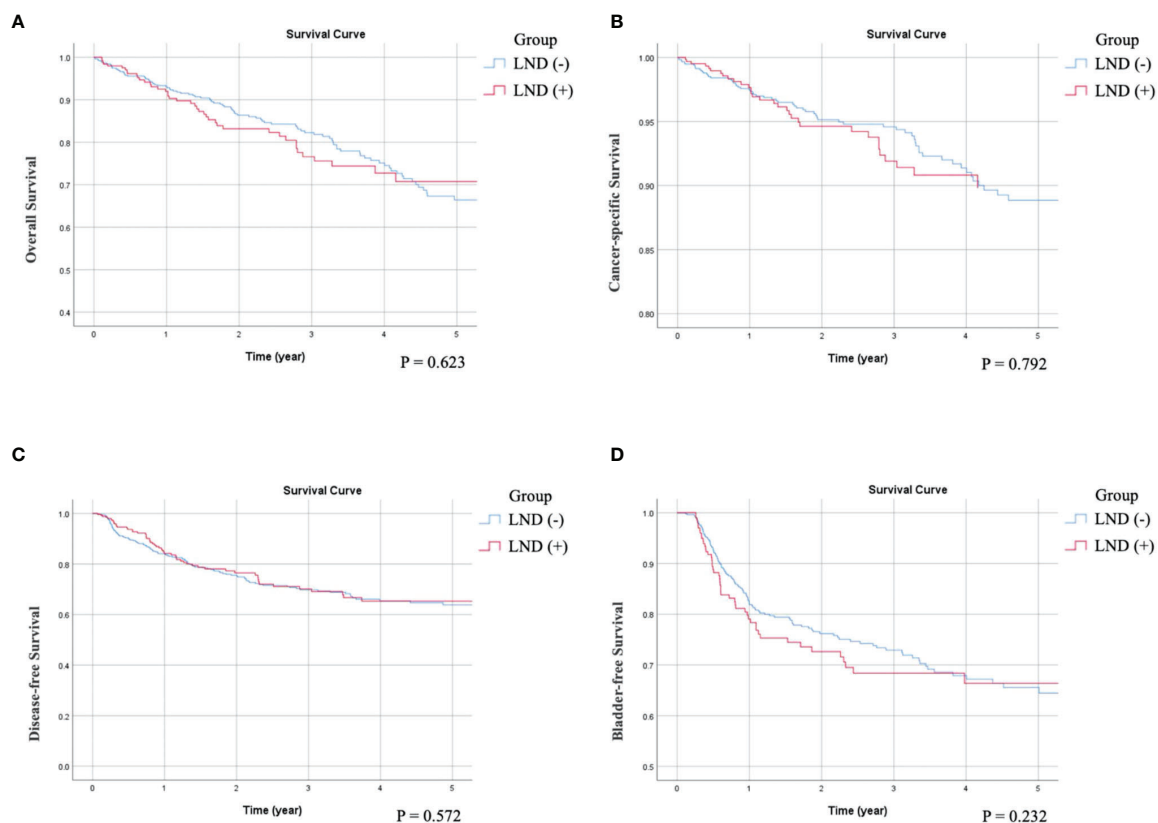 A
Survival Curve
Group
LND (-)
LND (+)
Overall Survival
1.0
0.9
0.8
0.7
0.6
0.5
0.4
0 1 2 3 4 5
Time (year)
P = 0.623
B
Survival Curve
Group
LND (-)
LND (+)
Cancer-specific Survival
1.00
0.95
0.90
0.85
0.80
0 1 2 3 4 5
Time (year)
P = 0.792
C
Survival Curve
Group
LND (-)
LND (+)
Disease-free Survival
1.0
0.8
0.6
0.4
0.2
0.0
0 1 2 3 4 5
Time (year)
P = 0.572
D
Survival Curve
Group
LND (-)
LND (+)
Bladder-free Survival
1.0
0.9
0.8
0.7
0.6
0.5
0 1 2 3 4 5
Time (year)
P = 0.232